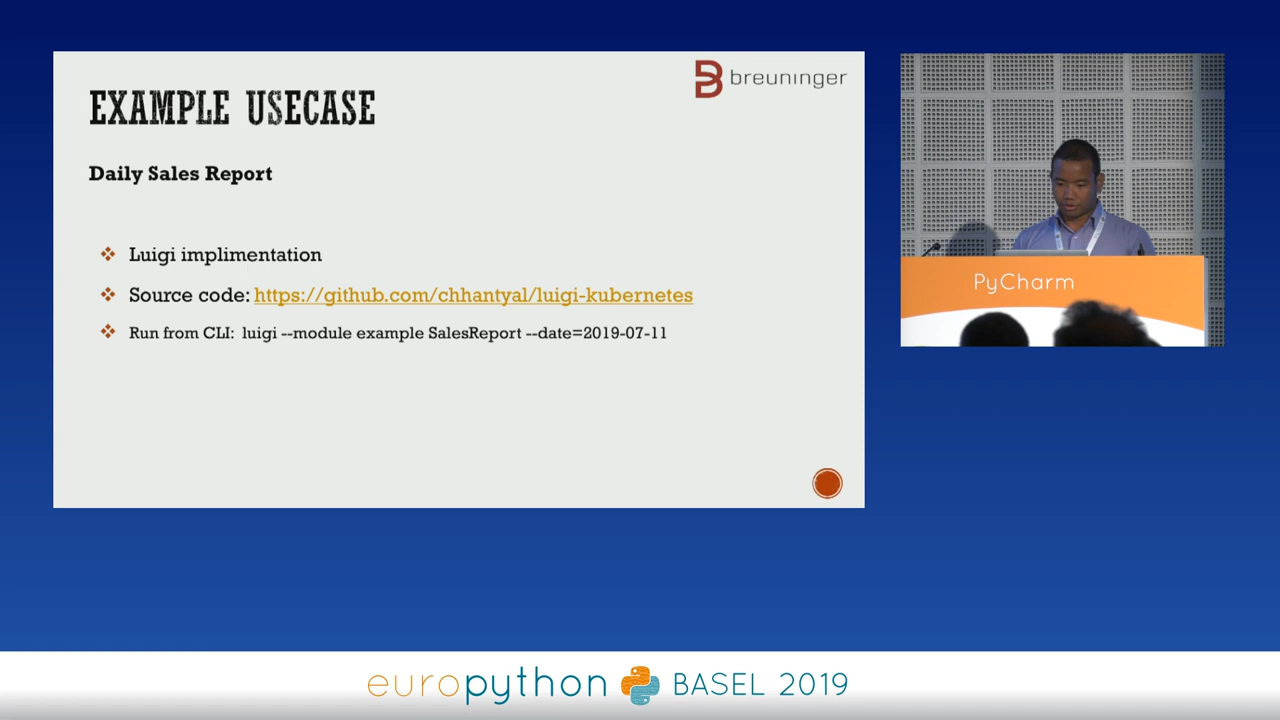 breuninger
EXAMPLE USECASE
Daily Sales Report
Luigi implimentation
Source code: https://github.com/chhantyal/luigi-kubernetes
Run from CLI: luigi --module example SalesReport --date=2019-07-11
PyCharm
europython BASEL 2019